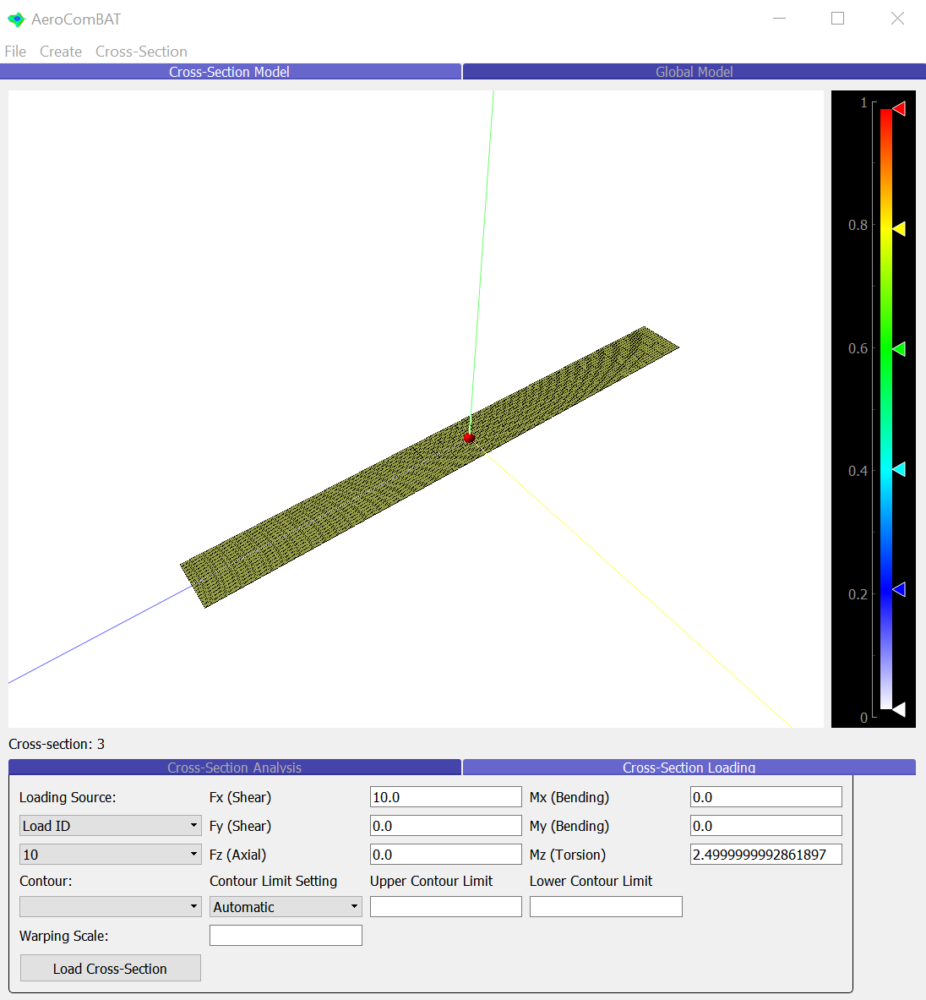 AeroComBAT
File Create Cross-Section
Cross-Section Model Global Model
1
0.8
0.6
0.4
0.2
0
Cross-section: 3
Cross-Section Analysis Cross-Section Loading
Loading Source: Fx (Shear) 10.0 Mx (Bending) 0.0
Load ID Fy (Shear) 0.0 My (Bending) 0.0
10 Fz (Axial) 0.0 Mz (Torsion) 2.4999999992861897
Contour: Contour Limit Setting Upper Contour Limit Lower Contour Limit
Automatic
Warping Scale:
Load Cross-Section